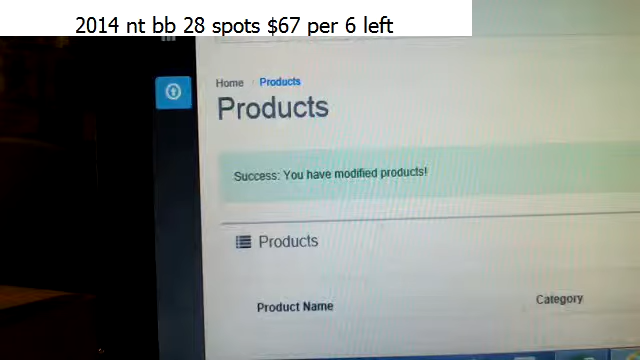 2014 nt bb 28 spots $67 per 6 left
Home Products
Products
Success: You have modified products!
Products
Product Name Category